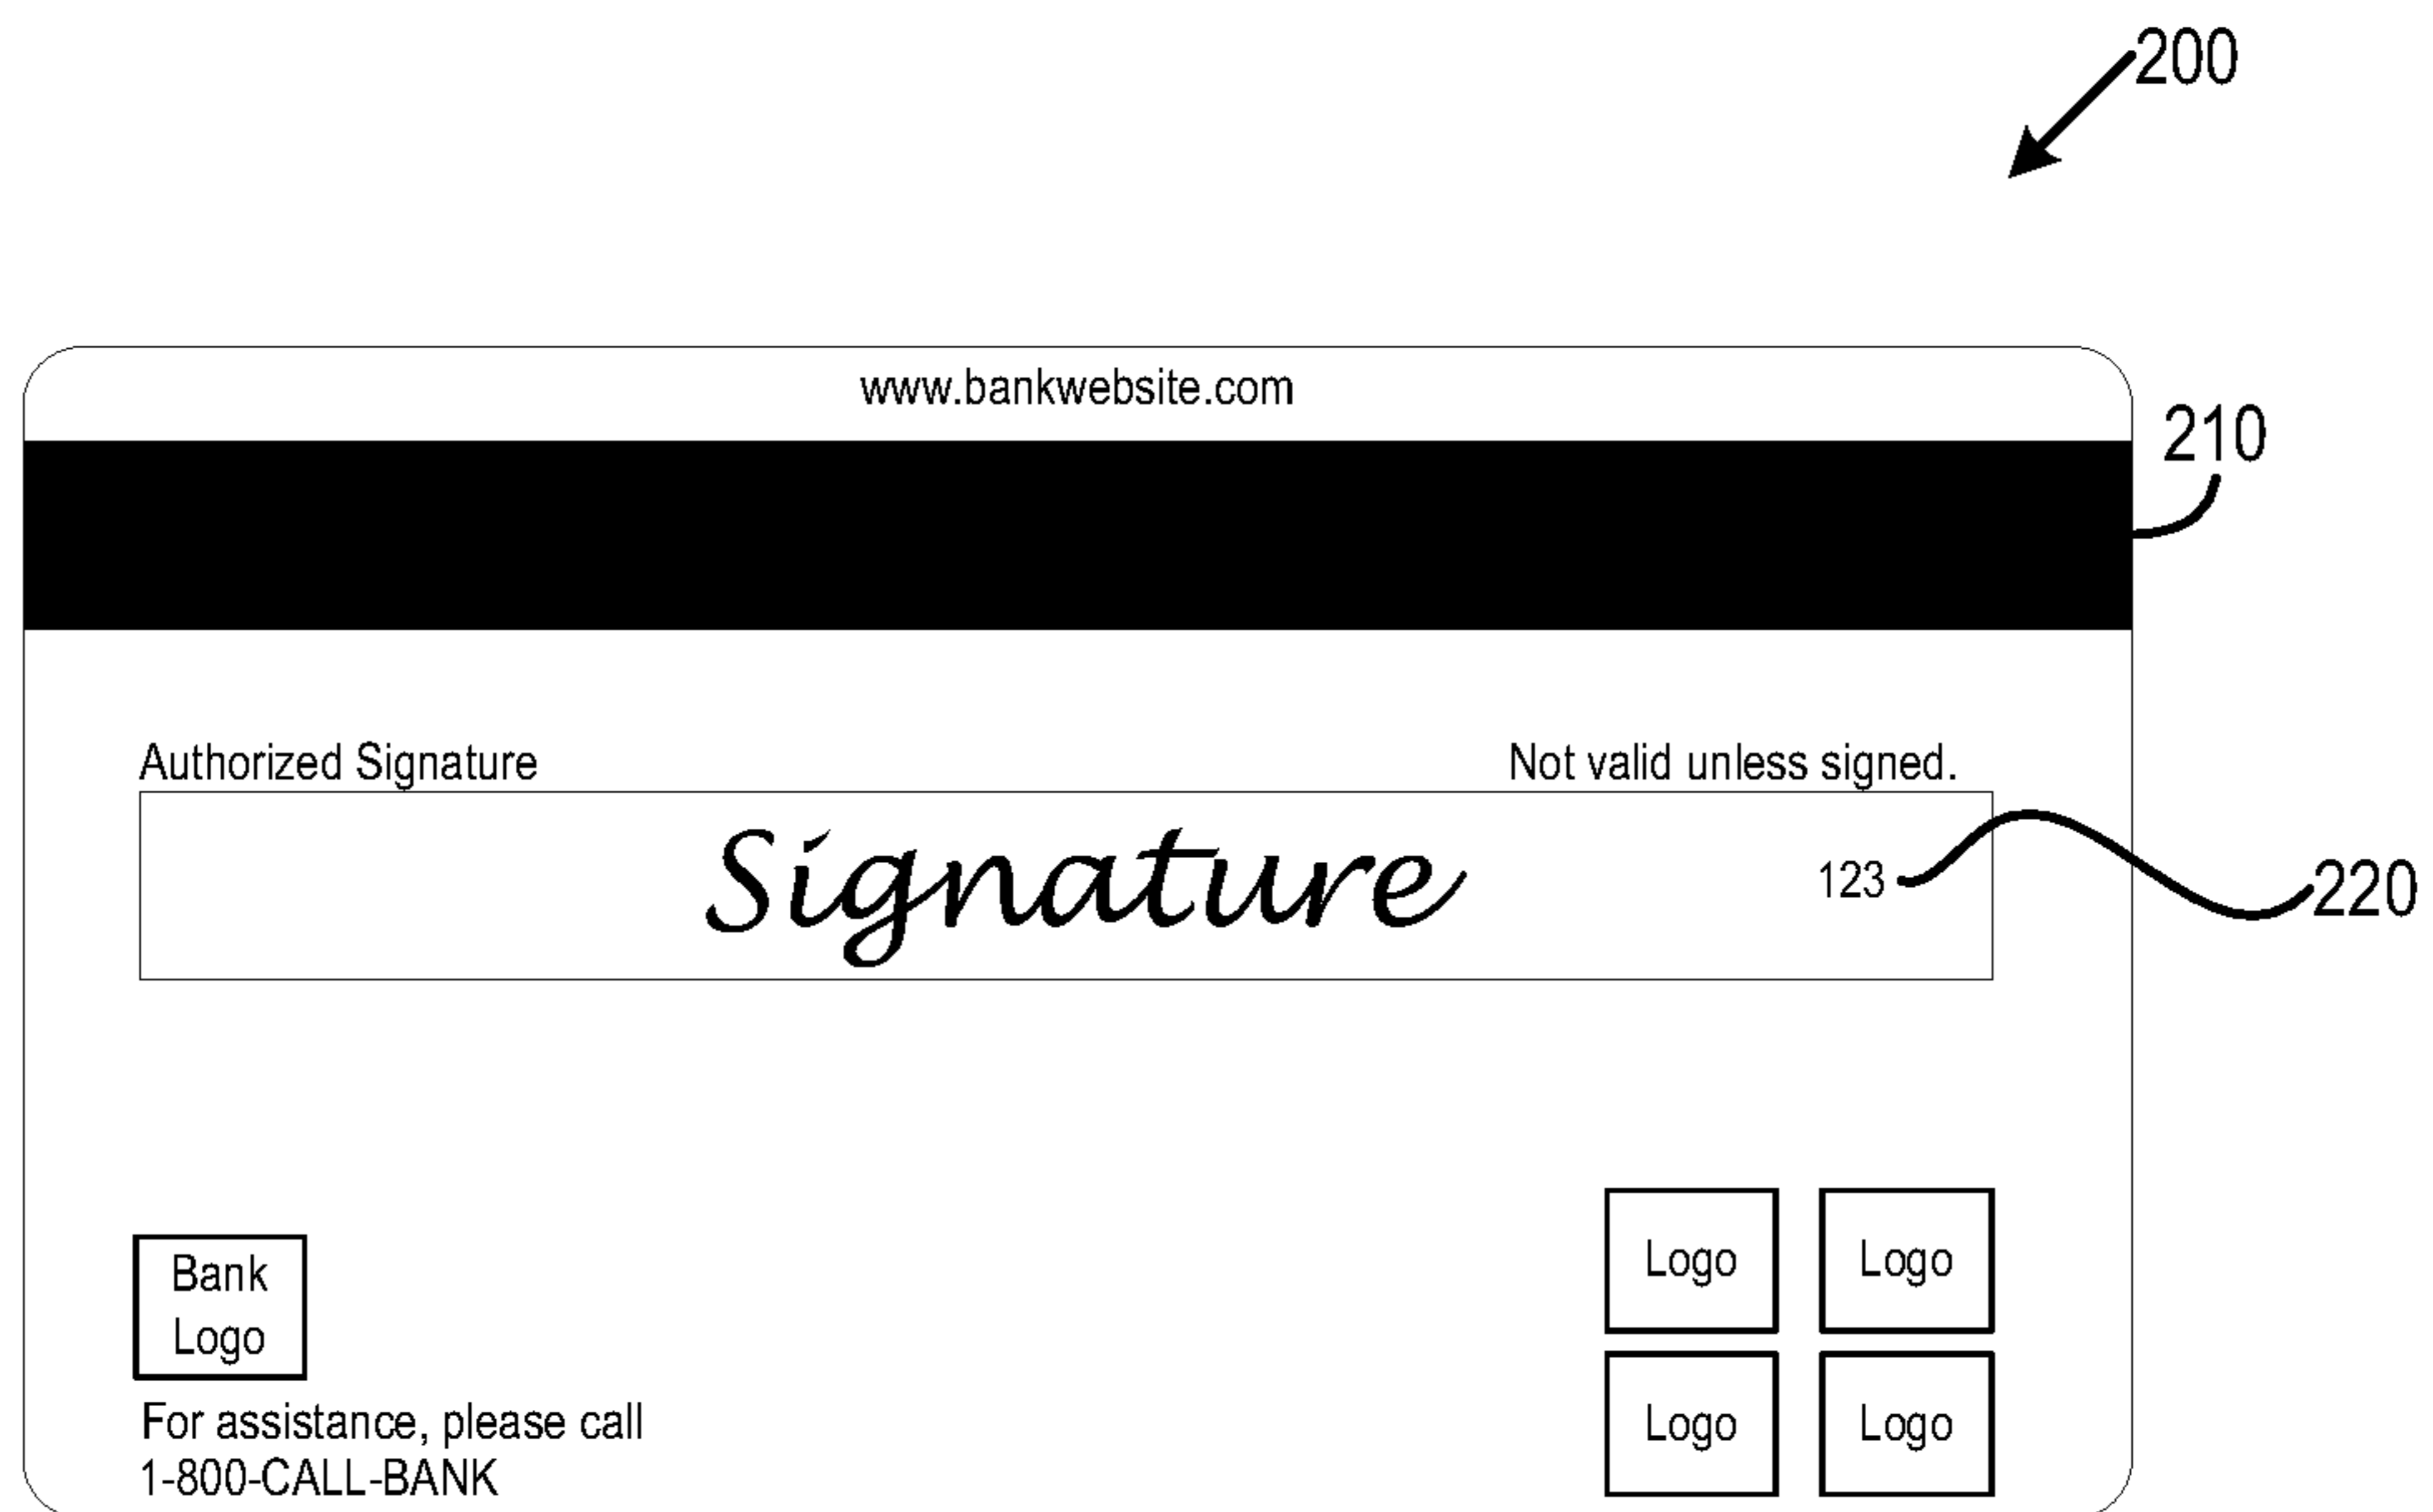 200
www.bankwebsite.com
210
Authorized Signature
Not valid unless signed.
Signature
123
220
Bank
Logo
Logo
Logo
Logo
Logo
For assistance, please call
1-800-CALL-BANK